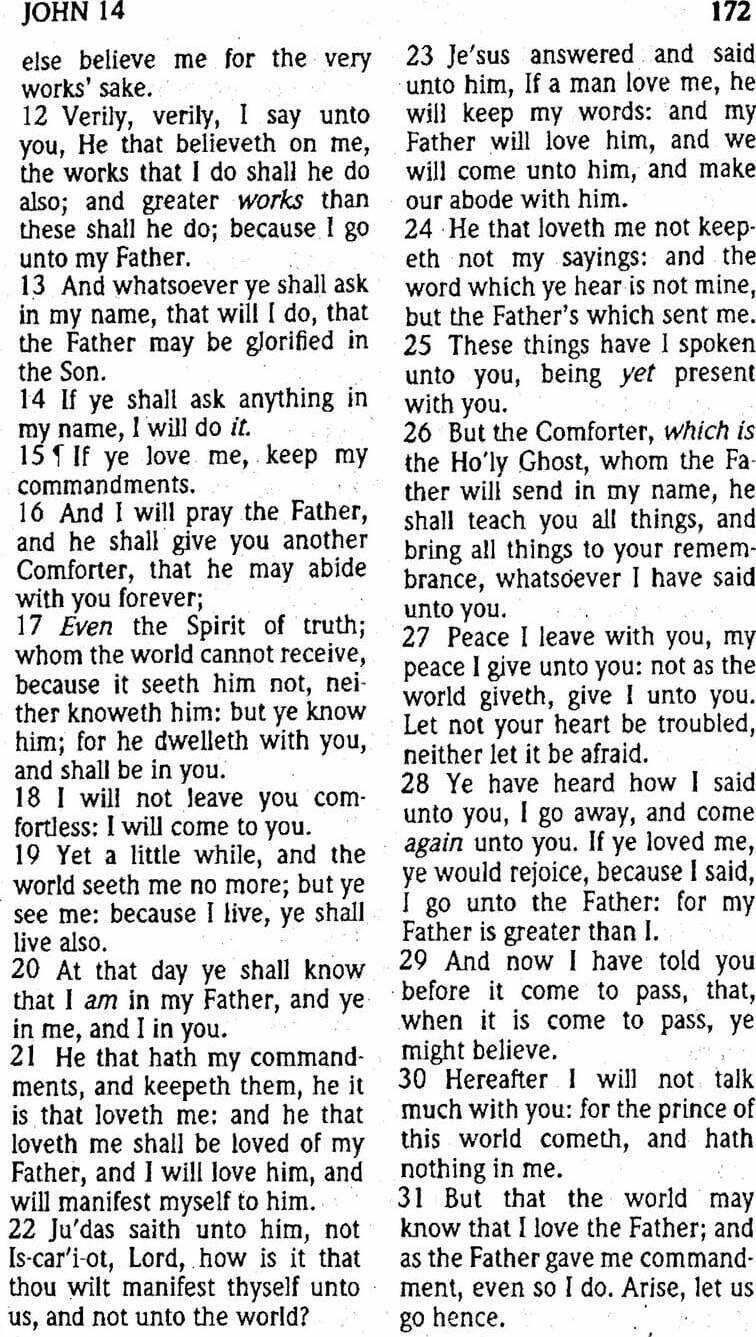 JOHN 14
172
else believe me for the very
works' sake.
12 Verily, verily, I say unto
you, He that believeth on me,
the works that I do shall he do
also; and greater works than
these shall he do; because I go
unto my Father.
13 And whatsoever ye shall ask
in my name, that will I do, that
the Father may be glorified in
the Son.
14 If ye shall ask anything in
my name, I will do it.
15 ¶ If ye love me, keep my
commandments.
16 And I will pray the Father,
and he shall give you another
Comforter, that he may abide
with you forever;
17 Even the Spirit of truth;
whom the world cannot receive,
because it seeth him not, nei-
ther knoweth him: but ye know
him; for he dwelleth with you,
and shall be in you.
18 I will not leave you com-
fortless: I will come to you.
19 Yet a little while, and the
world seeth me no more; but ye
see me: because I live, ye shall
live also.
20 At that day ye shall know
that I am in my Father, and ye
in me, and I in you.
21 He that hath my command-
ments, and keepeth them, he it
is that loveth me: and he that
loveth me shall be loved of my
Father, and I will love him, and
will manifest myself to him.
22 Ju'das saith unto him, not
Is-car'i-ot, Lord, how is it that
thou wilt manifest thyself unto
us, and not unto the world?
23 Je'sus answered and said
unto him, If a man love me, he
will keep my words: and my
Father will love him, and we
will come unto him, and make
our abode with him.
24 He that loveth me not keep-
eth not my sayings: and the
word which ye hear is not mine,
but the Father's which sent me.
25 These things have I spoken
unto you, being yet present
with you.
26 But the Comforter, which is
the Ho'ly Ghost, whom the Fa-
ther will send in my name, he
shall teach you all things, and
bring all things to your remem-
brance, whatsoever I have said
unto you.
27 Peace I leave with you, my
peace I give unto you: not as the
world giveth, give I unto you.
Let not your heart be troubled,
neither let it be afraid.
28 Ye have heard how I said
unto you, I go away, and come
again unto you. If ye loved me,
ye would rejoice, because I said,
I go unto the Father: for my
Father is greater than I.
29 And now I have told you
before it come to pass, that,
when it is come to pass, ye
might believe.
30 Hereafter I will not talk
much with you: for the prince of
this world cometh, and hath
nothing in me.
31 But that the world may
know that I love the Father; and
as the Father gave me command-
ment, even so I do. Arise, let us
go hence.